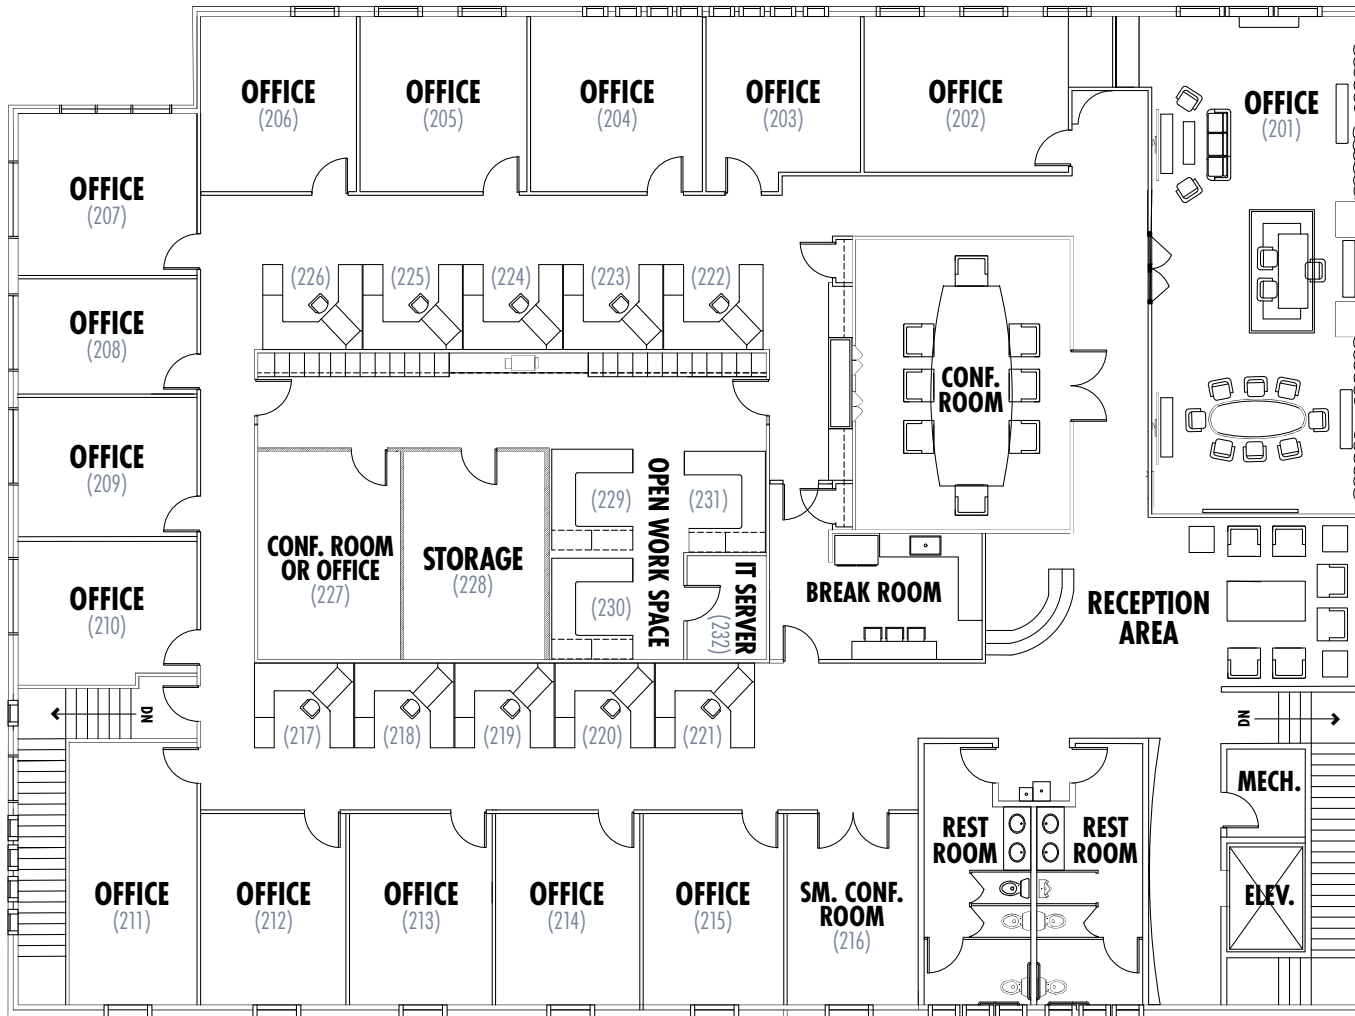 OFFICE
(206)
OFFICE
(205)
OFFICE
(204)
OFFICE
(203)
OFFICE
(202)
OFFICE
(201)
OFFICE
(207)
(226)
(225)
(224)
(223)
(222)
OFFICE
(208)
CONF.
ROOM
OFFICE
(209)
CONF. ROOM
OR OFFICE
(227)
STORAGE
(228)
(229)
(230)
OPEN WORK SPACE
(231)
IT SERVER
(232)
BREAK ROOM
RECEPTION
AREA
OFFICE
(210)
DN
(217)
(218)
(219)
(220)
(221)
DN
MECH.
REST
ROOM
REST
ROOM
ELEV.
OFFICE
(211)
OFFICE
(212)
OFFICE
(213)
OFFICE
(214)
OFFICE
(215)
SM. CONF.
ROOM
(216)